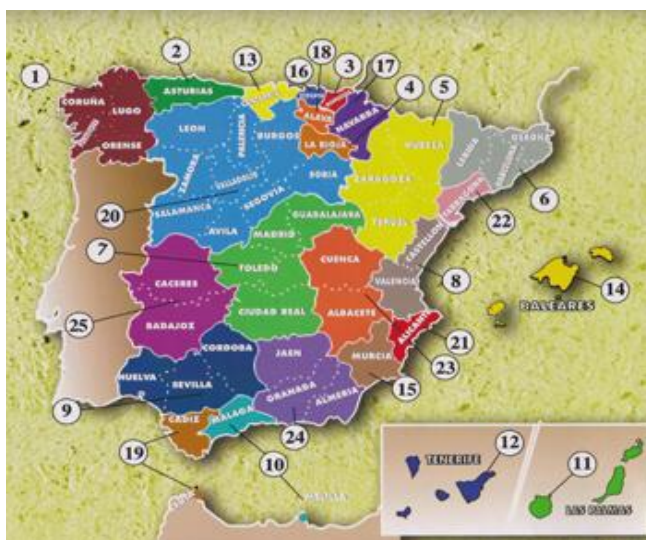 2
13
16
18
3
17
1
4
5
CORUÑA
LUGO
ORENSE
ASTURIAS
ALAVA
NAVARRA
LEON
PALENCIA
BURGOS
LA RIOJA
HUESCA
LERIDA
GERONA
BARCELONA
TARRAGONA
ZAMORA
VALLADOLID
SORIA
ZARAGOZA
SALAMANCA
SEGOVIA
AVILA
20
6
22
GUADALAJARA
MADRID
TERUEL
CASTELLON
7
TOLEDO
CUENCA
CACERES
VALENCIA
8
14
BALEARES
BADAJOZ
CIUDAD REAL
ALBACETE
ALICANTE
25
21
23
CORDOBA
JAEN
MURCIA
15
HUELVA
SEVILLA
GRANADA
ALMERIA
9
CADIZ
MALAGA
19
10
24
MELILLA
TENERIFE
12
11
LAS PALMAS